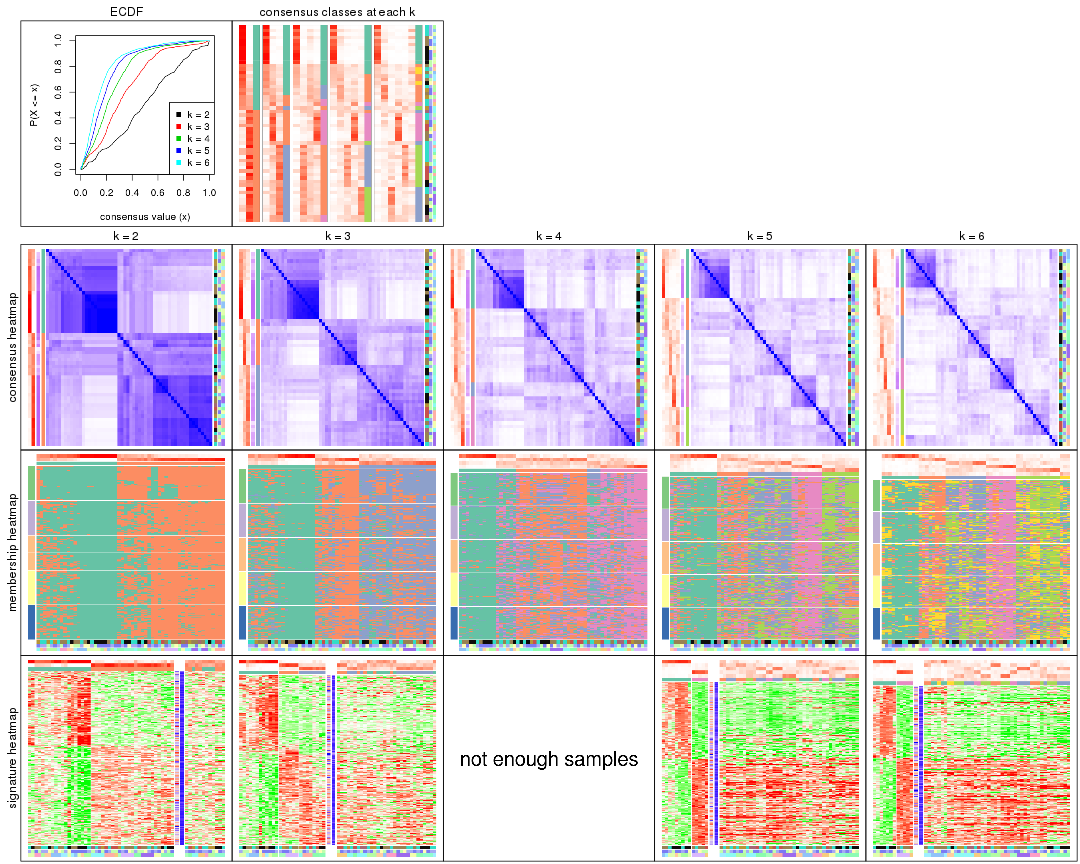 ECDF
consensus classes at each k
P(X <= x)
0.0 0.2 0.4 0.6 0.8 1.0
k = 2
k = 3
k = 4
k = 5
k = 6
0.0 0.2 0.4 0.6 0.8 1.0
consensus value (x)
k = 2
k = 3
k = 4
k = 5
k = 6
consensus heatmap
membership heatmap
signature heatmap
not enough samples